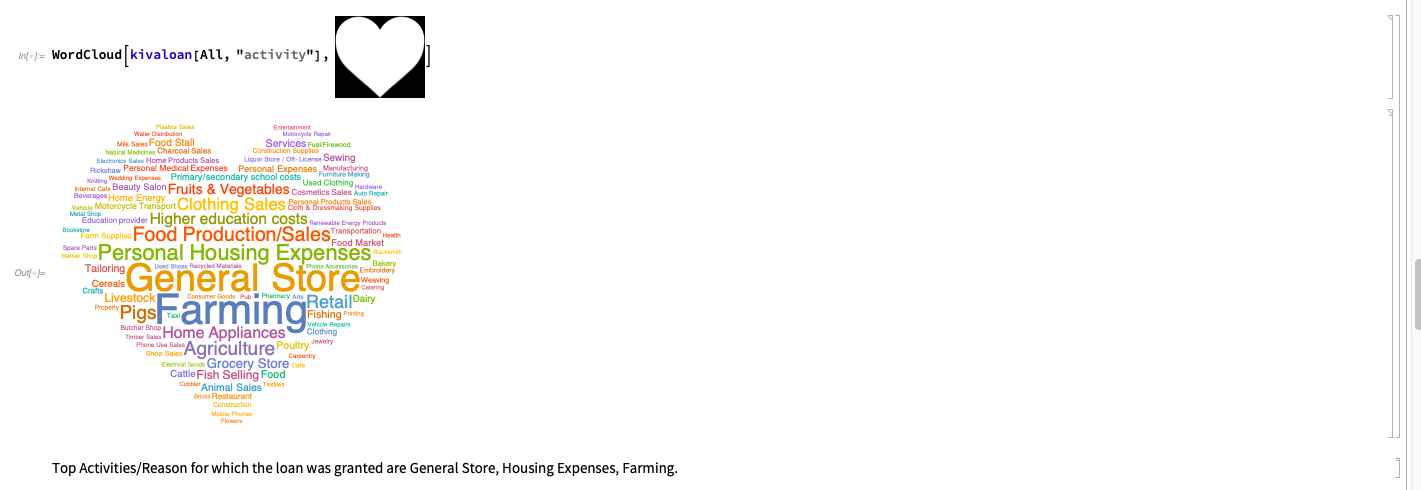 In[◦]:= WordCloud[kivaloan[All, "activity"], ]
Plastics Sales Entertainment
Water Distribution Motorcycle Repair
Milk Sales Food Stall Services Fuel/Firewood
Natural Medicines Charcoal Sales Construction Supplies
Electronics Sales Home Products Sales Liquor Store / Off-License Sewing
Rickshaw Personal Medical Expenses Personal Expenses Manufacturing
Knitting Wedding Expenses Primary/secondary school costs Furniture Making
Internet Cafe Beauty Salon Fruits & Vegetables Used Clothing Hardware
Beverages Home Energy Cosmetics Sales Auto Repair
Vehicle Motorcycle Transport Clothing Sales Personal Products Sales
Metal Shop Cloth & Dressmaking Supplies
Education provider Higher education costs Renewable Energy Products
Bookstore Farm Supplies Food Production/Sales Transportation Health
Spare Parts Food Market
Barber Shop Personal Housing Expenses Blacksmith
Tailoring Used Shoes Recycled Materials Phone Accessories Bakery
Embroidery
Cereals General Store Weaving
Crafts Catering
Livestock Consumer Goods Pub Pharmacy Arts Retail Dairy
Property Pigs Taxi Farming Fishing Printing
Butcher Shop Vehicle Repairs
Timber Sales Home Appliances Clothing
Phone Use Sales Agriculture Poultry Jewelry
Shoe Sales Carpentry
Electrical Goods Grocery Store Cafe
Cattle Fish Selling Food
Cobbler Animal Sales Textiles
Bricks Restaurant
Construction
Mobile Phones
Flowers
Out[◦]=
Top Activities/Reason for which the loan was granted are General Store, Housing Expenses, Farming.